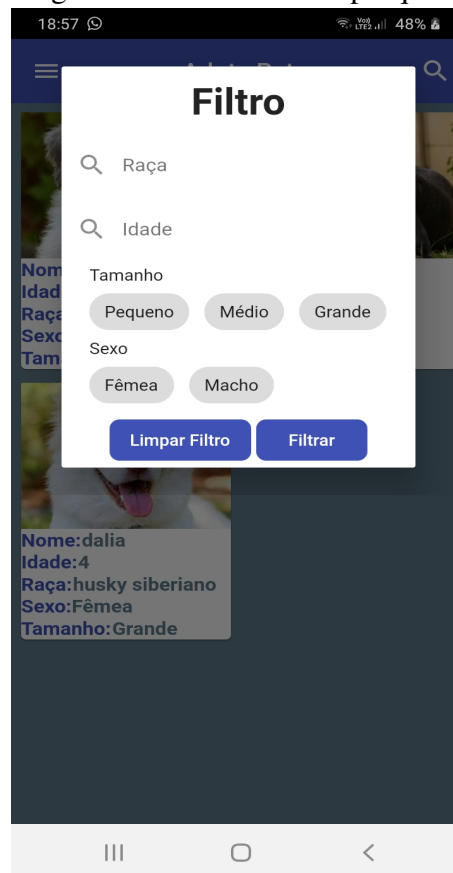 18:57 48%
Filtro
Raça
Idade
Tamanho
Pequeno Médio Grande
Sexo
Fêmea Macho
Limpar Filtro Filtrar
Nome:dalia
Idade:4
Raça:husky siberiano
Sexo:Fêmea
Tamanho:Grande